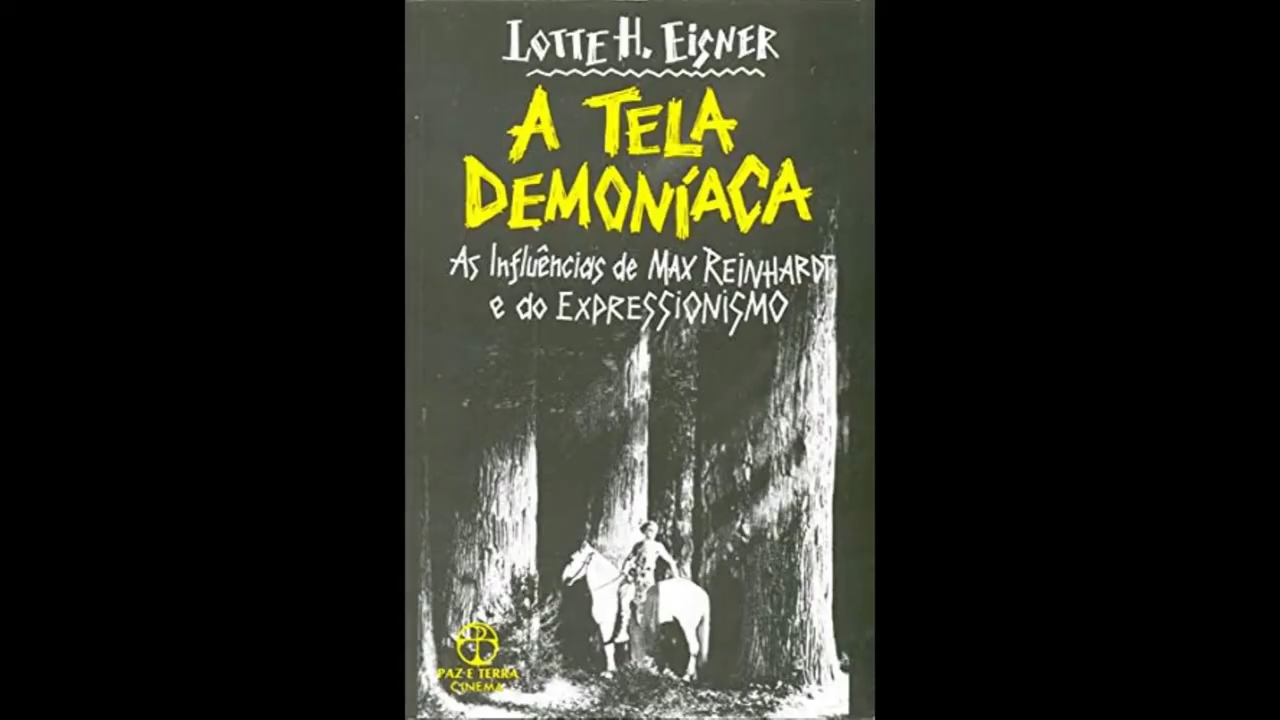 LOTTE H. EISNER
A TELA
DEMONÍACA
As Influências de MAX REINHARDT
e do EXPRESSIONISMO
PAZ E TERRA
CINEMA